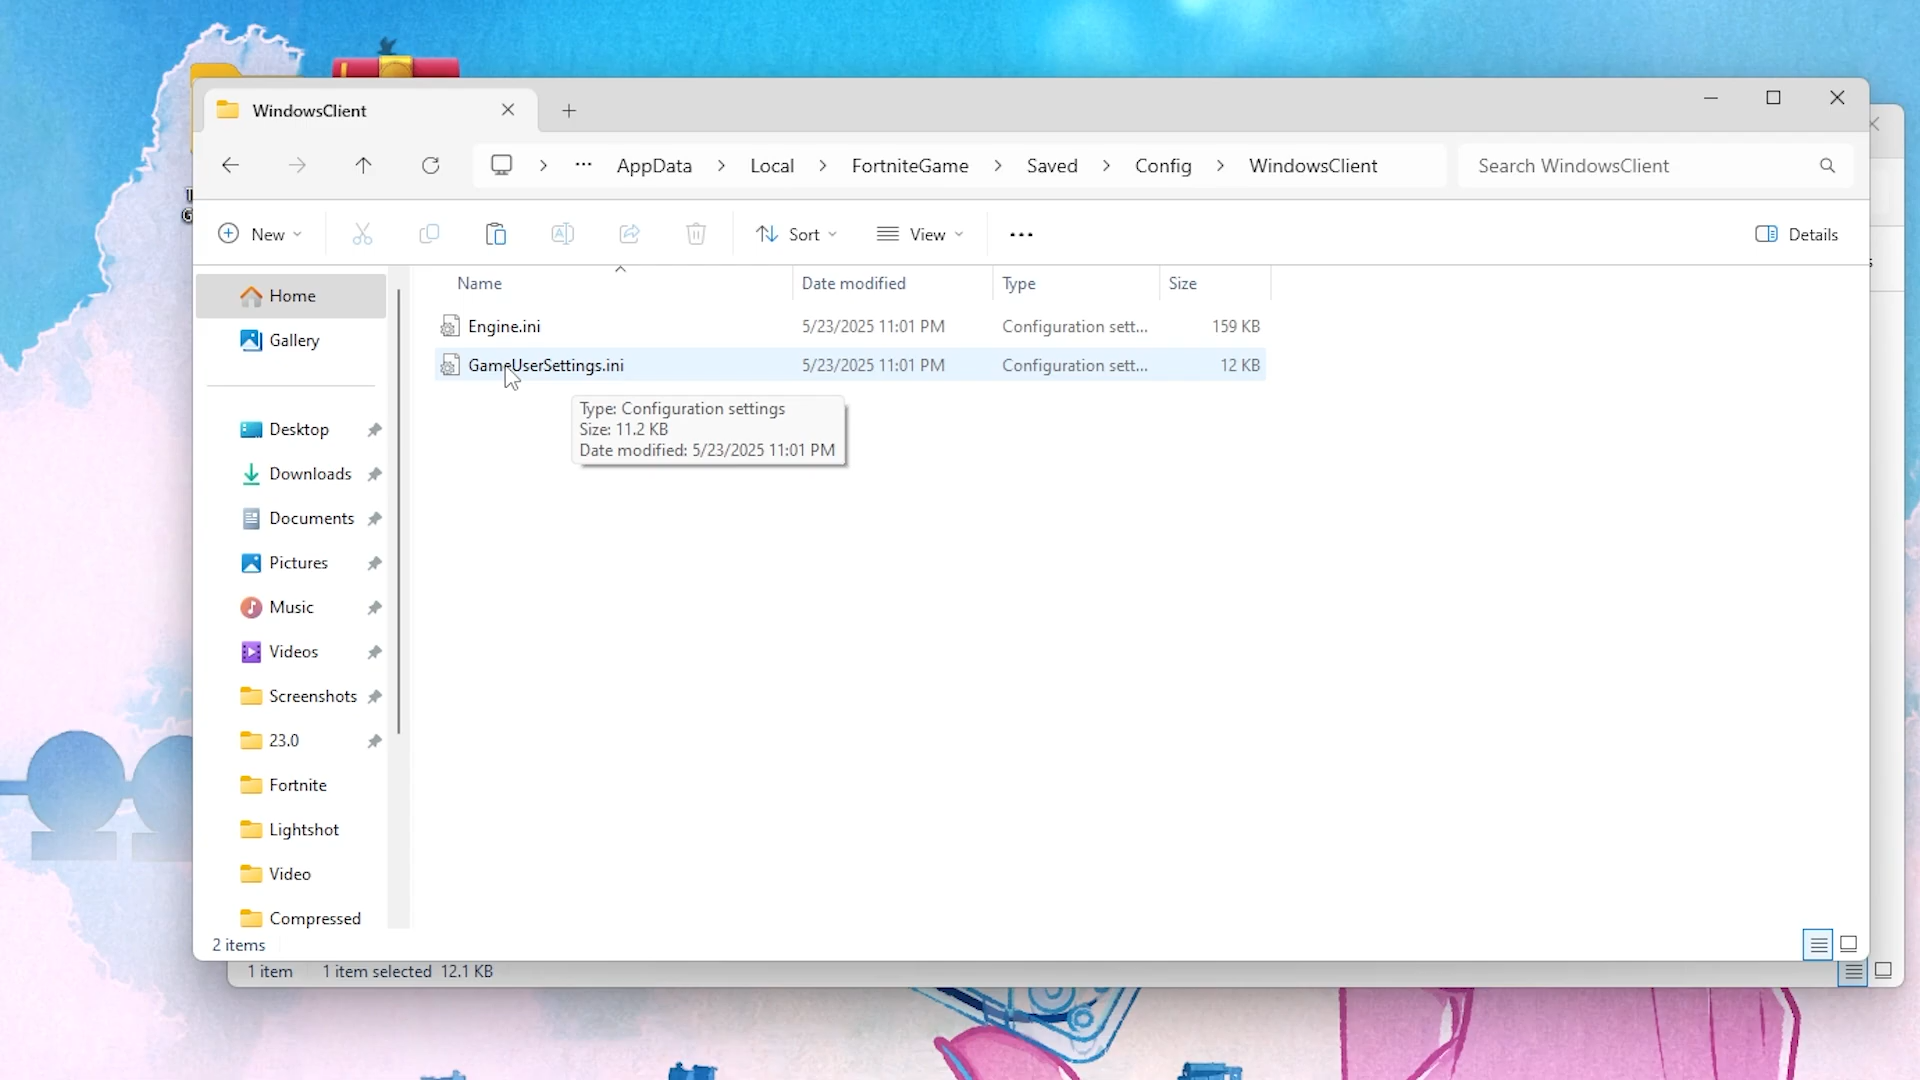 WindowsClient
AppData
Local
FortniteGame
Saved
Config
WindowsClient
Search WindowsClient
New
Sort
View
Details
Name
Date modified
Type
Size
Engine.ini
5/23/2025 11:01 PM
Configuration sett...
159 KB
GameUserSettings.ini
5/23/2025 11:01 PM
Configuration sett...
12 KB
Type: Configuration settings
Size: 11.2 KB
Date modified: 5/23/2025 11:01 PM
Home
Gallery
Desktop
Downloads
Documents
Pictures
Music
Videos
Screenshots
23.0
Fortnite
Lightshot
Video
Compressed
2 items
1 item
1 item selected 12.1 KB